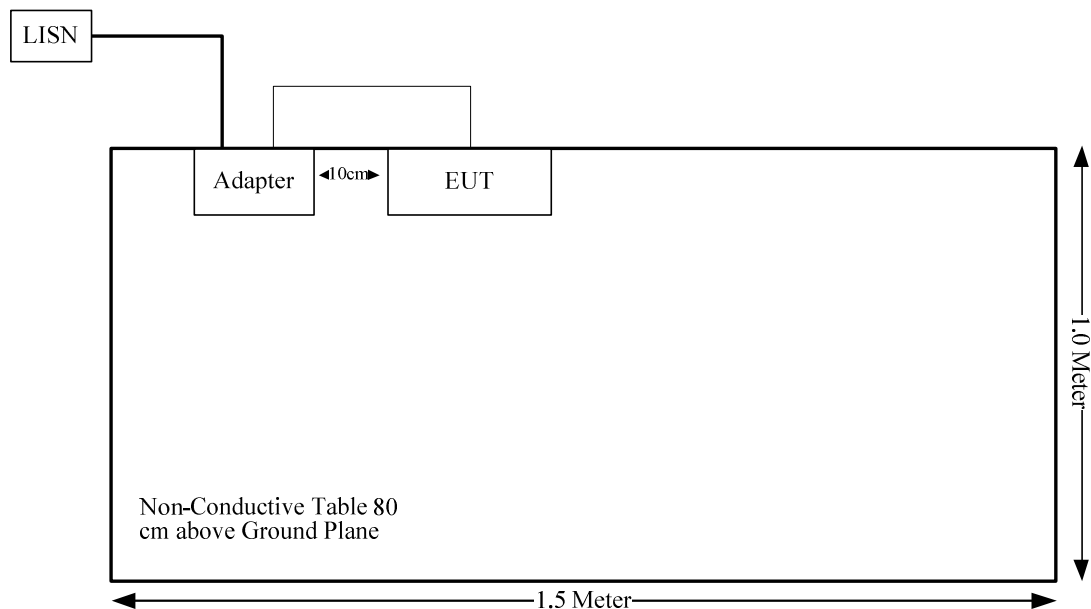 LISN
Adapter
10cm
EUT
1.0 Meter
Non-Conductive Table 80
cm above Ground Plane
1.5 Meter